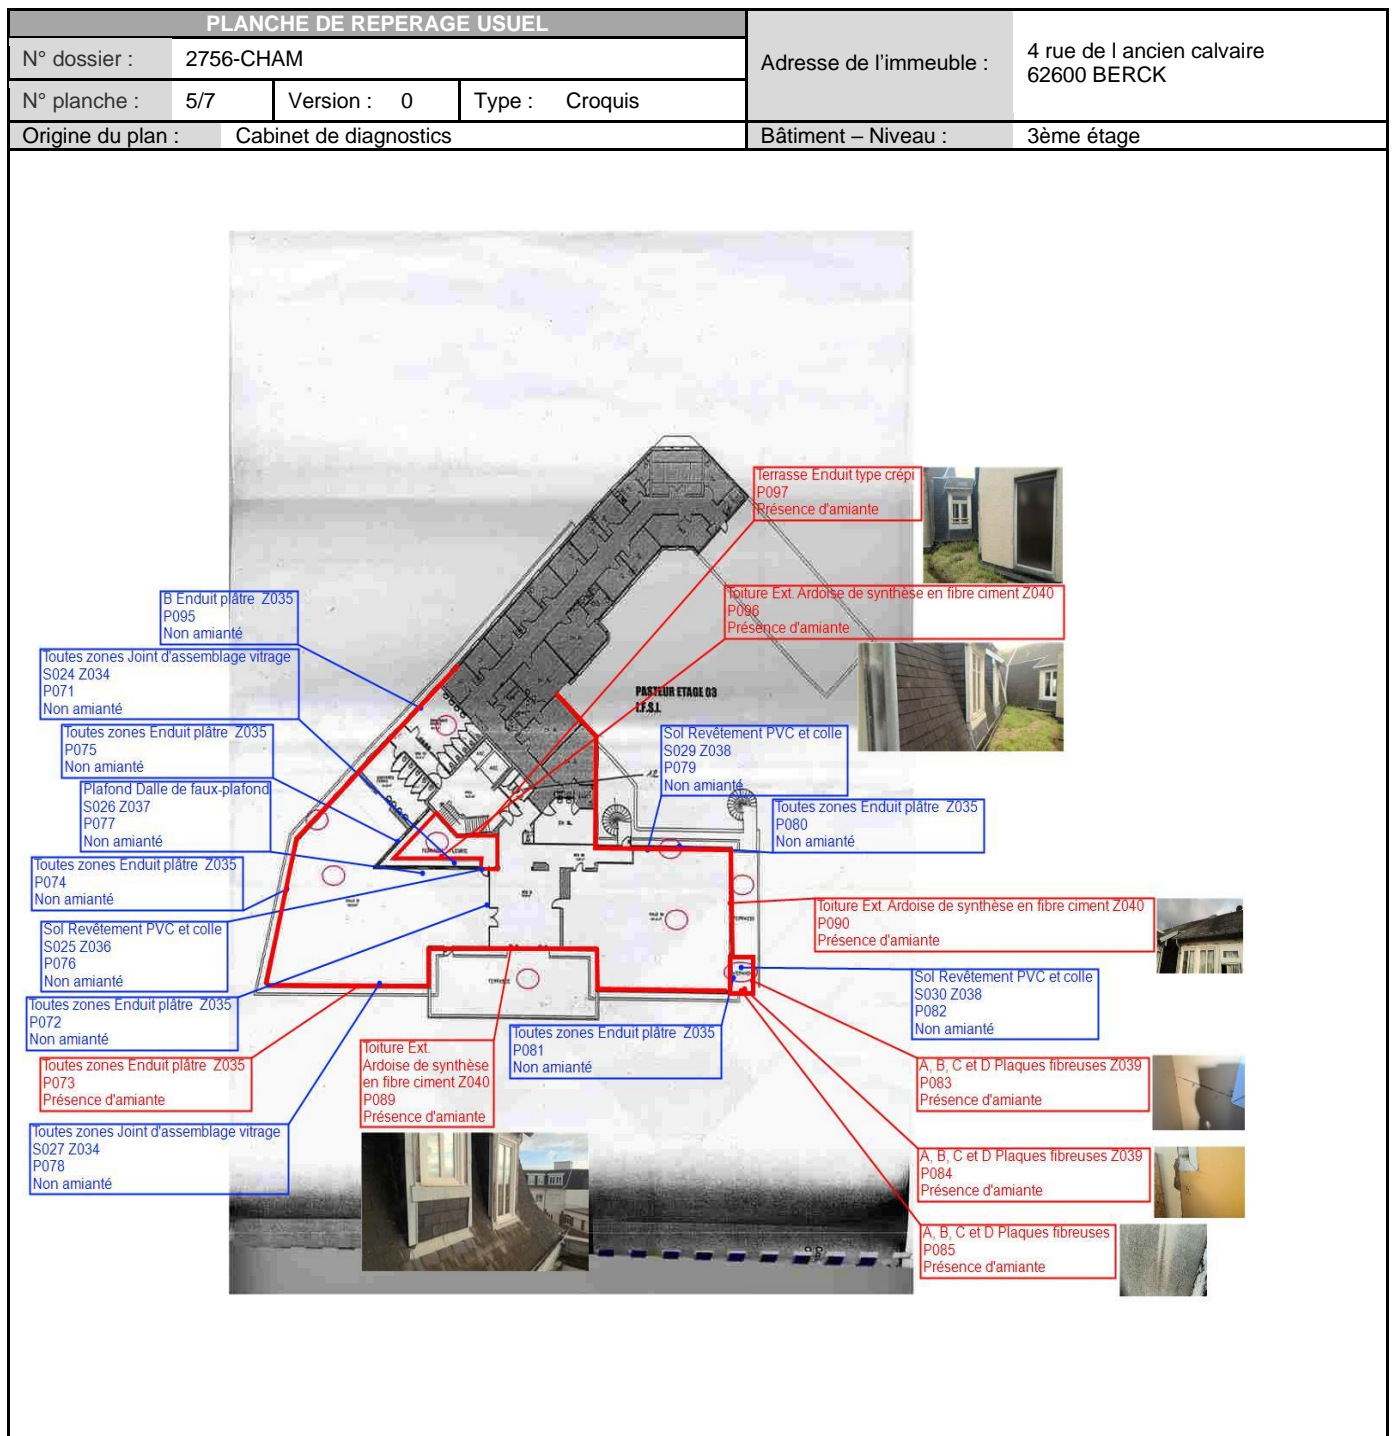 PLANCHE DE REPERAGE USUEL
N° dossier : 2756-CHAM
Adresse de l'immeuble : 4 rue de l ancien calvaire
62600 BERCK
N° planche : 5/7 Version : 0 Type : Croquis
Origine du plan : Cabinet de diagnostics
Bâtiment – Niveau : 3ème étage
Terrasse Enduit type crépi
P097
Présence d'amiante
Toiture Ext. Ardoise de synthèse en fibre ciment Z040
P096
Présence d'amiante
B Enduit plâtre Z035
P095
Non amianté
Toutes zones Joint d'assemblage vitrage
S024 Z034
P071
Non amianté
PASTEUR ETAGE 03
I.F.S.I.
Toutes zones Enduit plâtre Z035
P075
Non amianté
Sol Revêtement PVC et colle
S029 Z038
P079
Non amianté
Plafond Dalle de faux-plafond
S026 Z037
P077
Non amianté
Toutes zones Enduit plâtre Z035
P080
Non amianté
Toutes zones Enduit plâtre Z035
P074
Non amianté
Toiture Ext. Ardoise de synthèse en fibre ciment Z040
P090
Présence d'amiante
Sol Revêtement PVC et colle
S025 Z036
P076
Non amianté
TERRASSE
Sol Revêtement PVC et colle
S030 Z038
P082
Non amianté
Toutes zones Enduit plâtre Z035
P072
Non amianté
Toutes zones Enduit plâtre Z035
P081
Non amianté
Toiture Ext.
Ardoise de synthèse
en fibre ciment Z040
P089
Présence d'amiante
Toutes zones Enduit plâtre Z035
P073
Présence d'amiante
A, B, C et D Plaques fibreuses Z039
P083
Présence d'amiante
Toutes zones Joint d'assemblage vitrage
S027 Z034
P078
Non amianté
A, B, C et D Plaques fibreuses Z039
P084
Présence d'amiante
A, B, C et D Plaques fibreuses
P085
Présence d'amiante